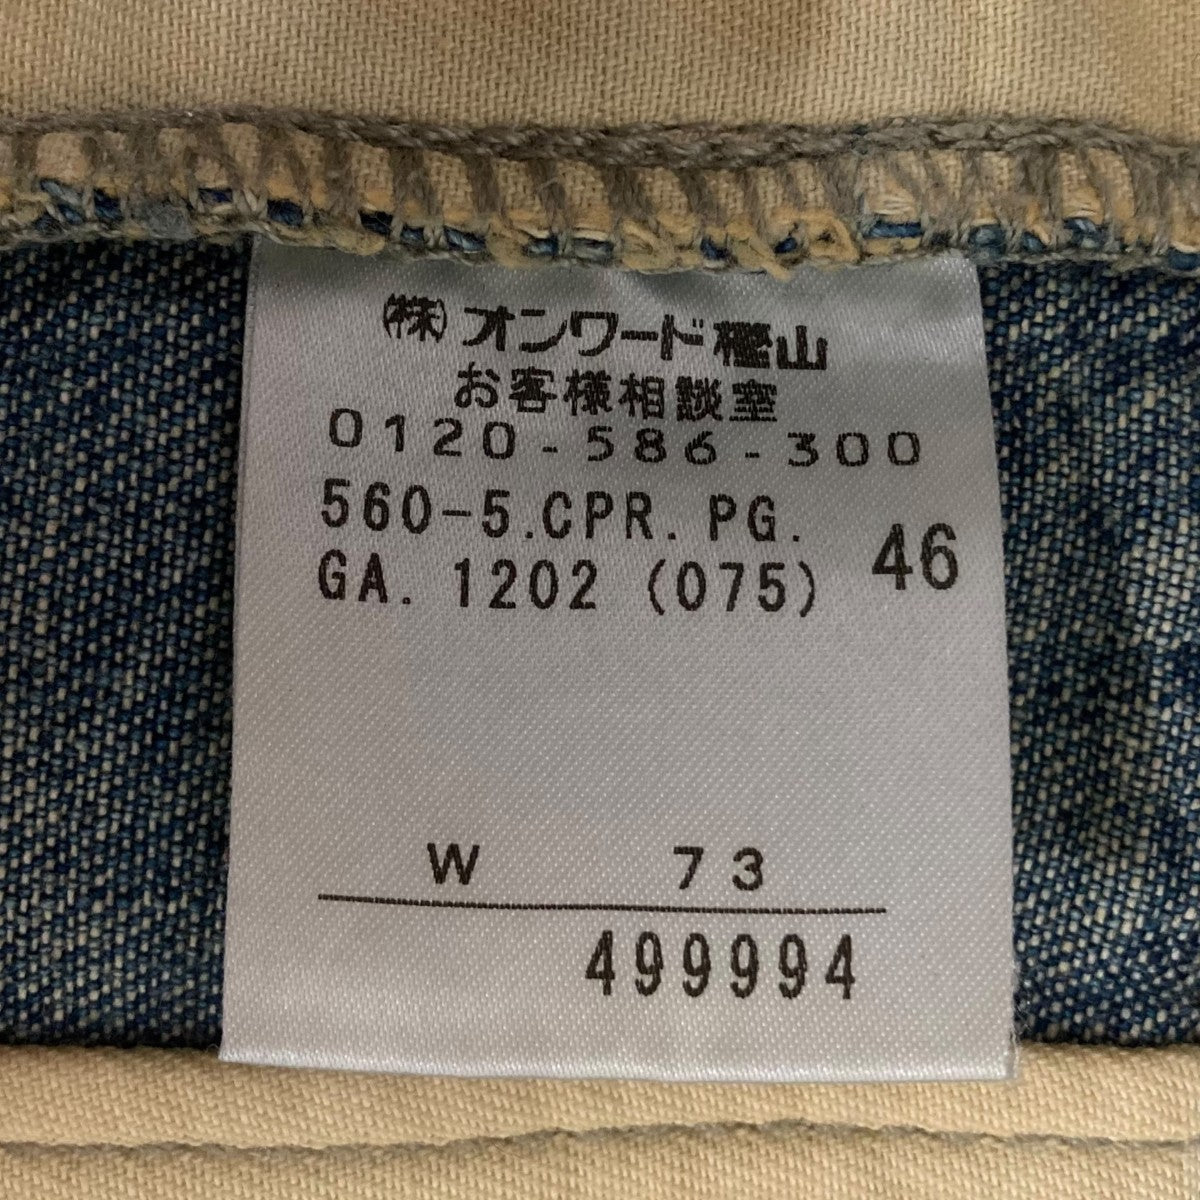 ㈱オンワード樫山
お客様相談室
0120-586-300
560-5.CPR. PG.
GA. 1202 (075)
46
W 73
499994